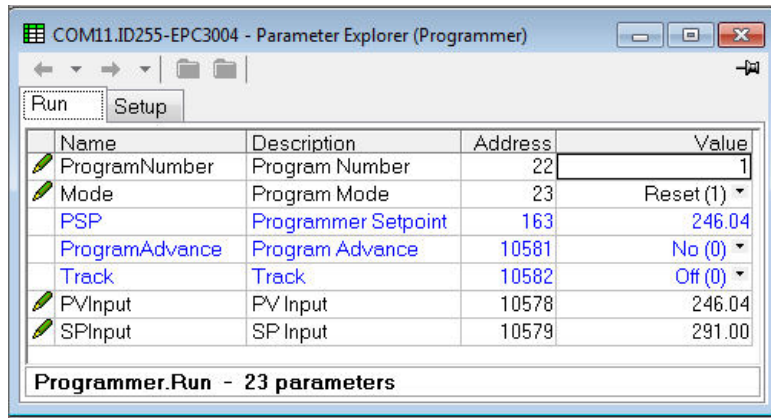 COM11.ID255-EPC3004 - Parameter Explorer (Programmer)
Run Setup
Name Description Address Value
ProgramNumber Program Number 22 1
Mode Program Mode 23 Reset (1)
PSP Programmer Setpoint 163 246.04
ProgramAdvance Program Advance 10581 No (0)
Track Track 10582 Off (0)
PVInput PV Input 10578 246.04
SPInput SP Input 10579 291.00
Programmer.Run - 23 parameters